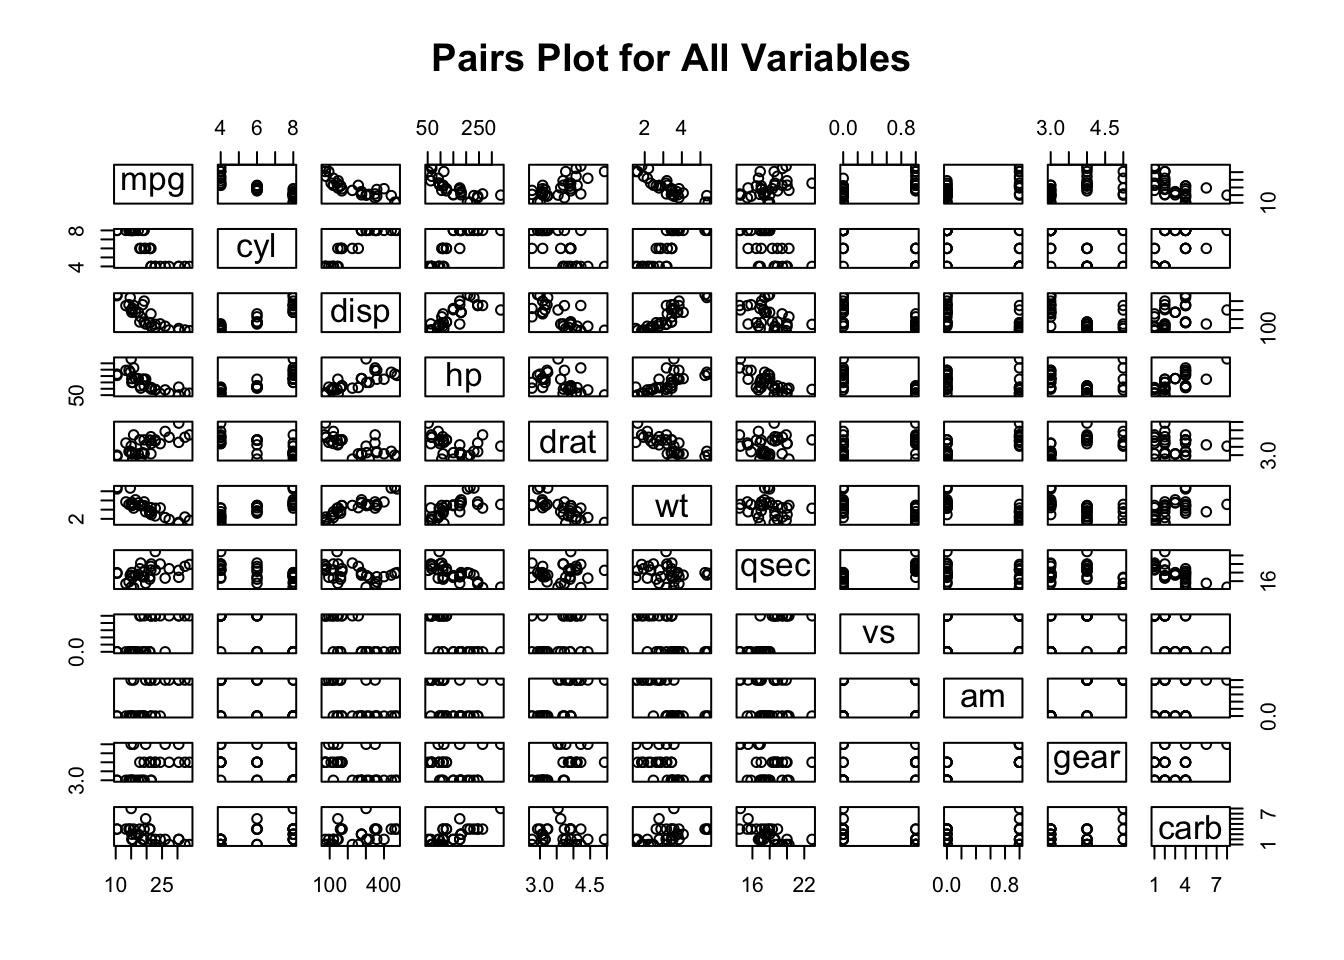 Pairs Plot for All Variables
4 6 8 50 250 2 4 0.0 0.8 3.0 4.5
mpg 10
8 4 cyl
disp 100
50 hp
drat 3.0
2 wt
qsec 16
0.0 vs
am 0.0
3.0 gear
carb 7 1
10 25 100 400 3.0 4.5 16 22 0.0 0.8 1 4 7